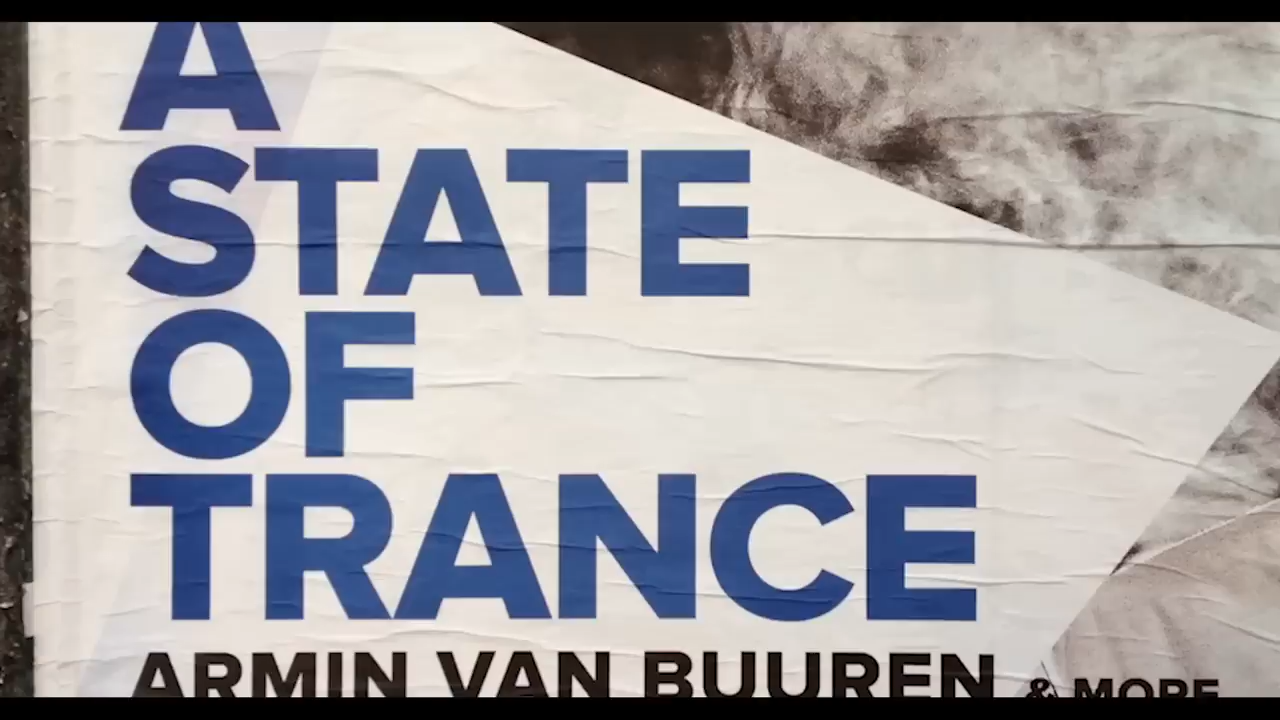 A
STATE
OF
TRANCE
ARMIN VAN BUUREN & MORE